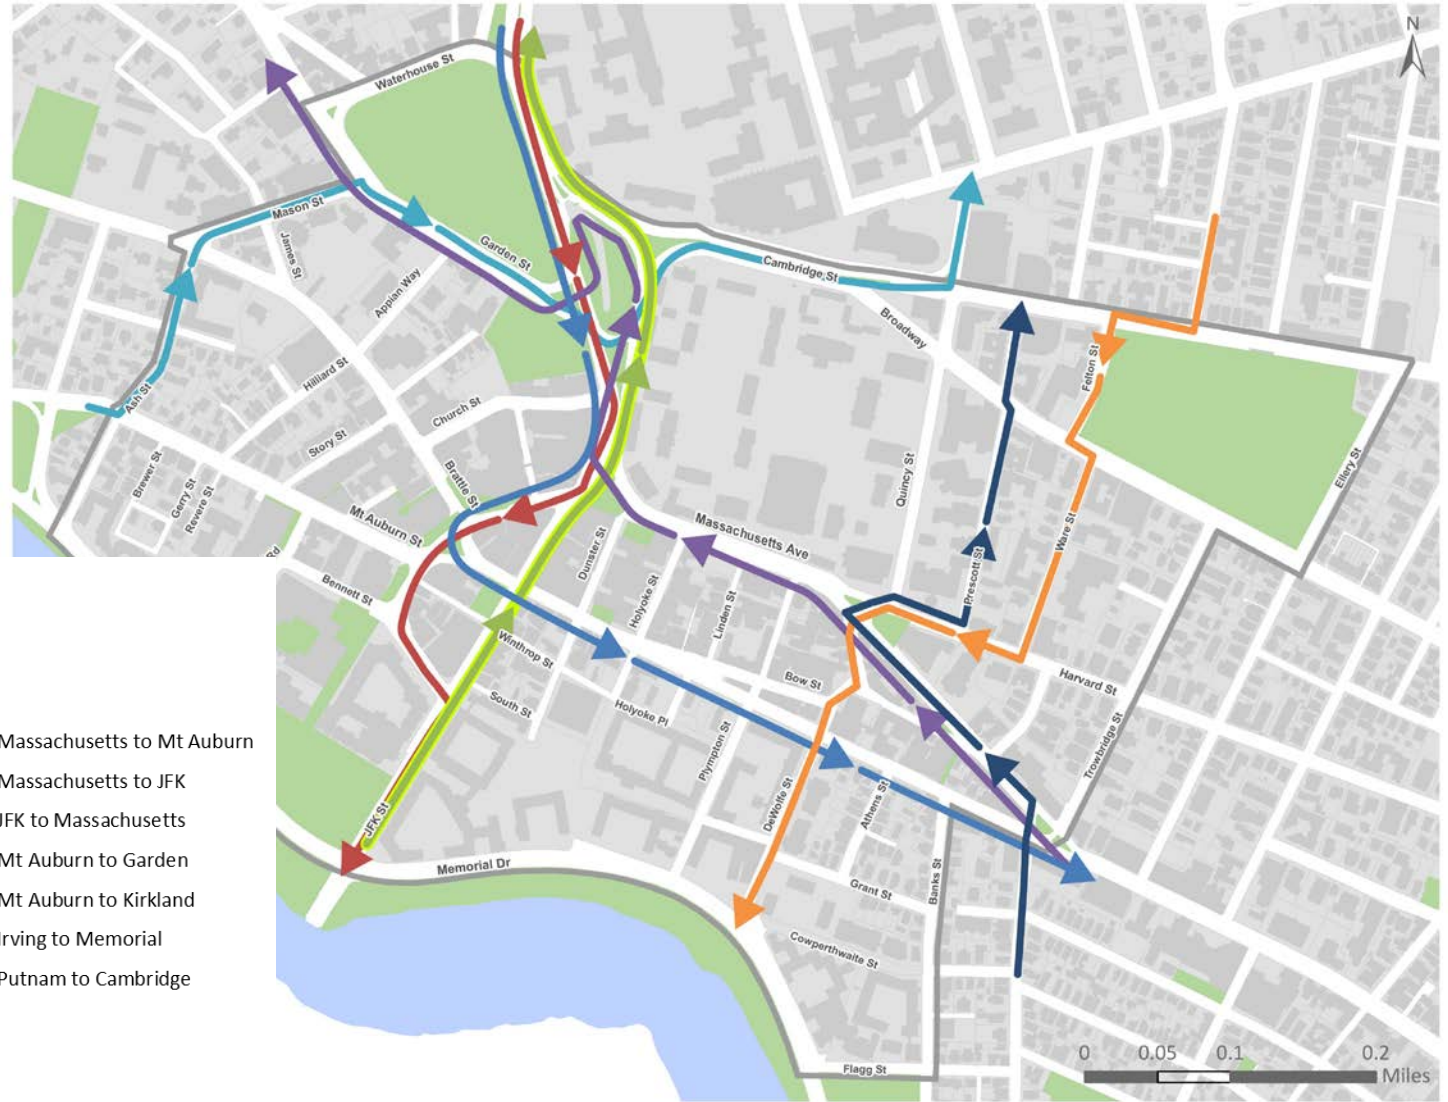 N
Waterhouse St
Mason St
James St
Garden St
Appian Way
Cambridge St
Broadway
Hilliard St
Church St
Felton St
Ash St
Story St
Brattle St
Quincy St
Ellery St
Brewer St
Gerry St
Revere St
Mt Auburn St
Massachusetts Ave
Dunster St
Ware St
Rd
Bennett St
Holyoke St
Linden St
Prescott St
Winthrop St
Bow St
Harvard St
South St
Holyoke Pl
Plympton St
Trowbridge St
Massachusetts to Mt Auburn
Massachusetts to JFK
JFK to Massachusetts
Mt Auburn to Garden
Mt Auburn to Kirkland
Irving to Memorial
Putnam to Cambridge
JFK St
DeWolfe St
Athens St
Memorial Dr
Grant St
Banks St
Cowperthwaite St
Flagg St
0 0.05 0.1 0.2
Miles